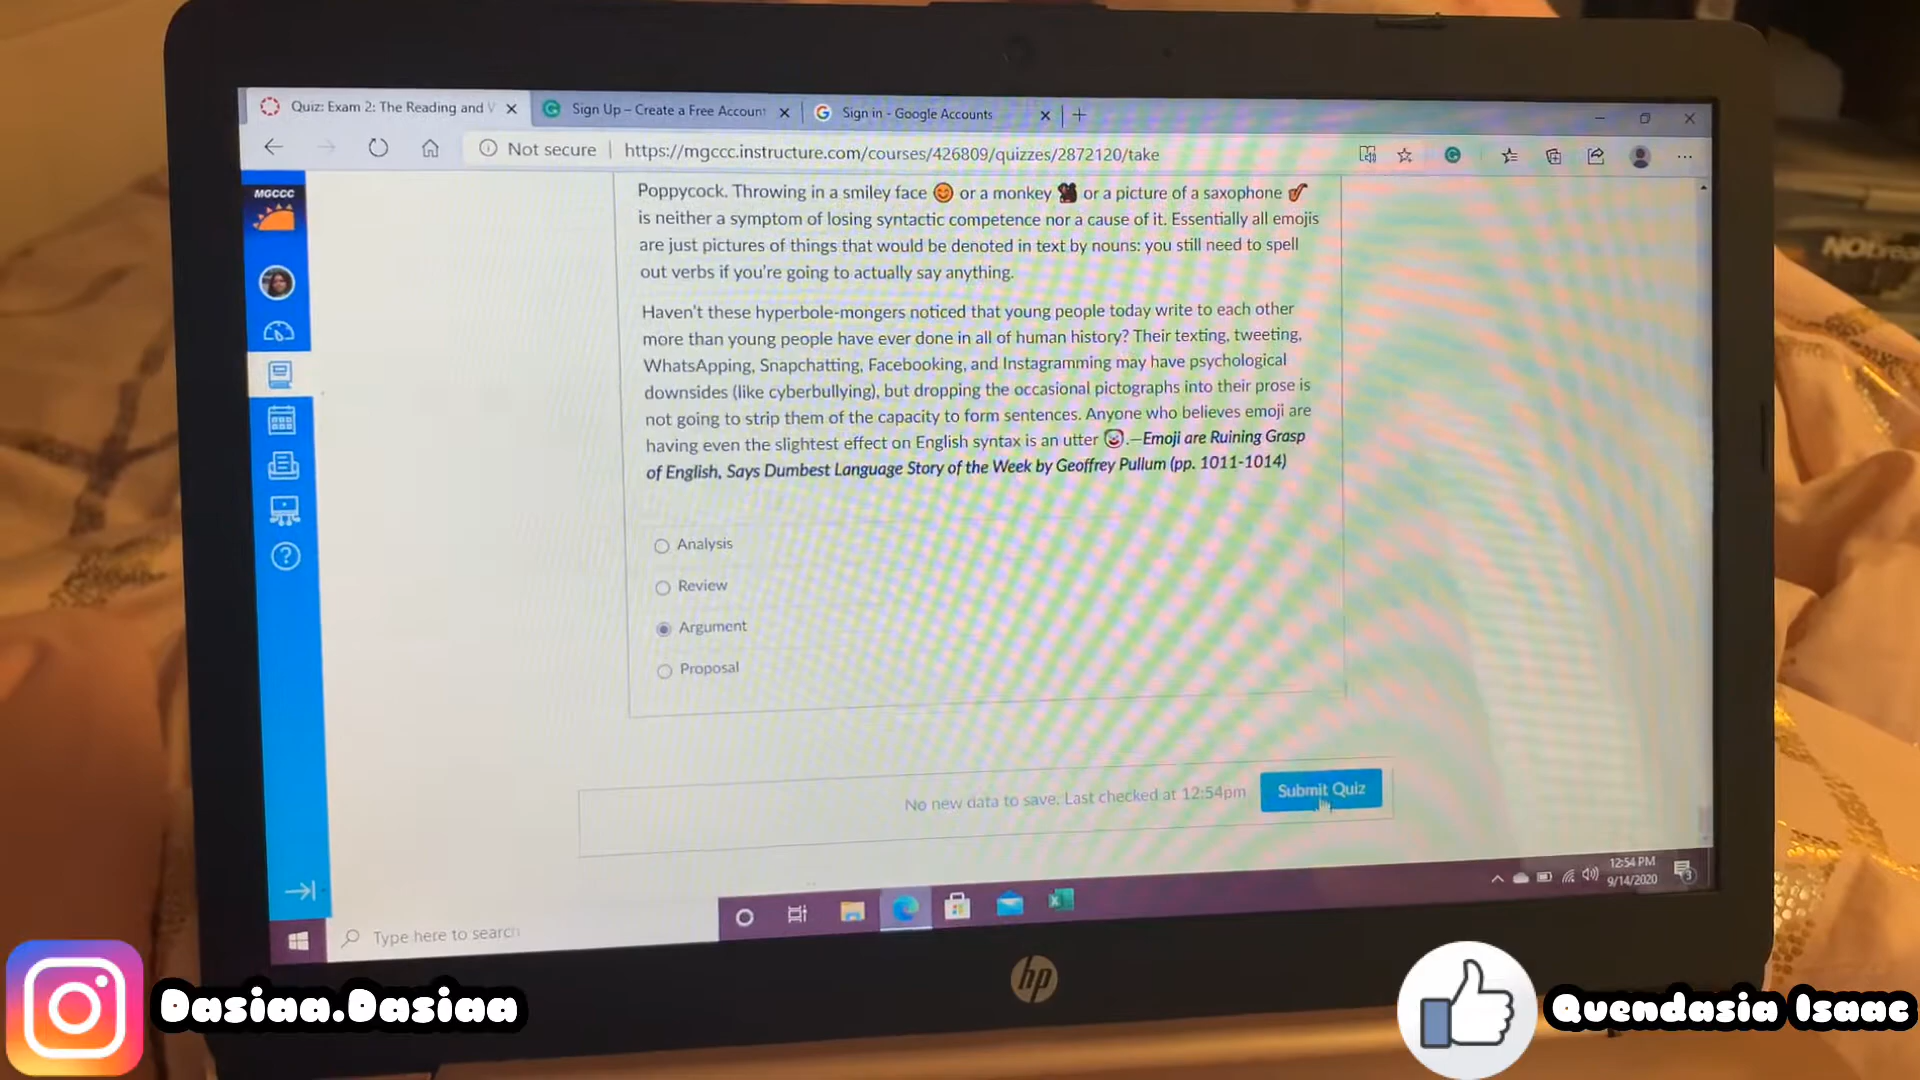 Quiz: Exam 2: The Reading and
Sign Up – Create a Free Account
Sign in - Google Accounts
Not secure
https://mgccc.instructure.com/courses/426809/quizzes/2872120/take
MGCCC
Poppycock. Throwing in a smiley face 😊 or a monkey 🐒 or a picture of a saxophone 🎷
is neither a symptom of losing syntactic competence nor a cause of it. Essentially all emojis
are just pictures of things that would be denoted in text by nouns: you still need to spell
out verbs if you're going to actually say anything.
Haven't these hyperbole-mongers noticed that young people today write to each other
more than young people have ever done in all of human history? Their texting, tweeting,
WhatsApping, Snapchatting, Facebooking, and Instagramming may have psychological
downsides (like cyberbullying), but dropping the occasional pictographs into their prose is
not going to strip them of the capacity to form sentences. Anyone who believes emoji are
having even the slightest effect on English syntax is an utter 🤡.—Emoji are Ruining Grasp
of English, Says Dumbest Language Story of the Week by Geoffrey Pullum (pp. 1011-1014)
Analysis
Review
Argument
Proposal
No new data to save. Last checked at 12:54pm
Submit Quiz
12:54 PM
9/14/2020
3
Type here to search
hp
Dasiaa.Dasiaa
Quendasia Isaac